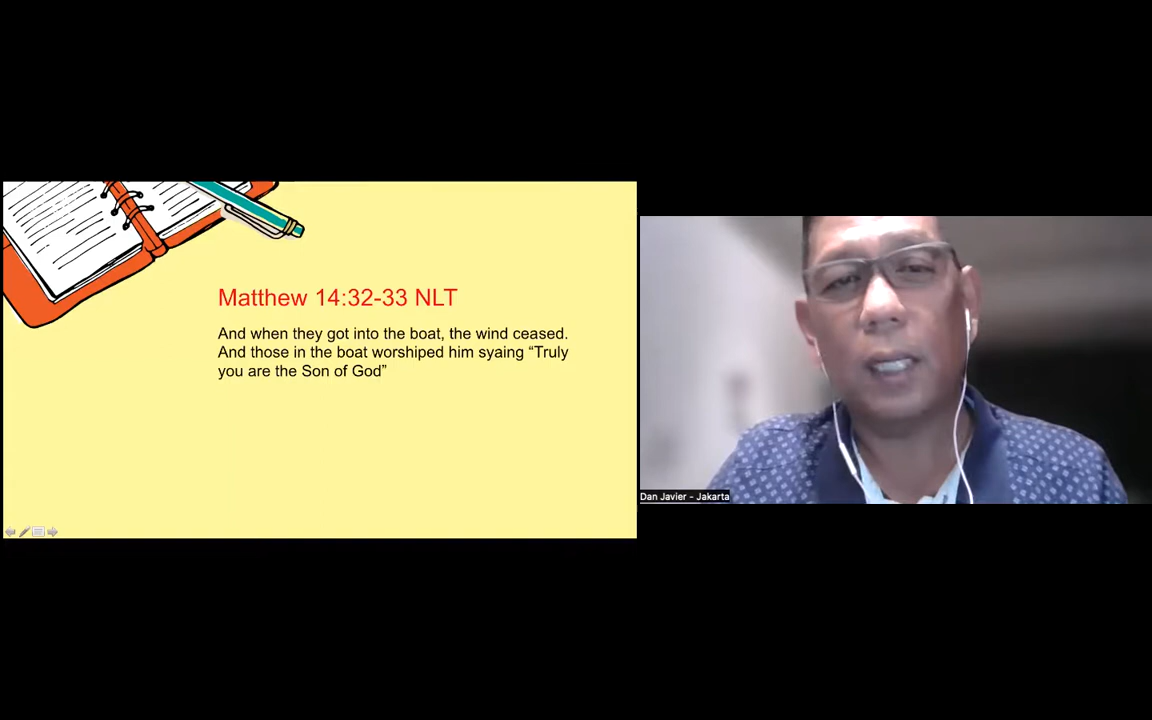 Matthew 14:32-33 NLT
And when they got into the boat, the wind ceased.
And those in the boat worshiped him syaing “Truly
you are the Son of God”
Dan Javier - Jakarta